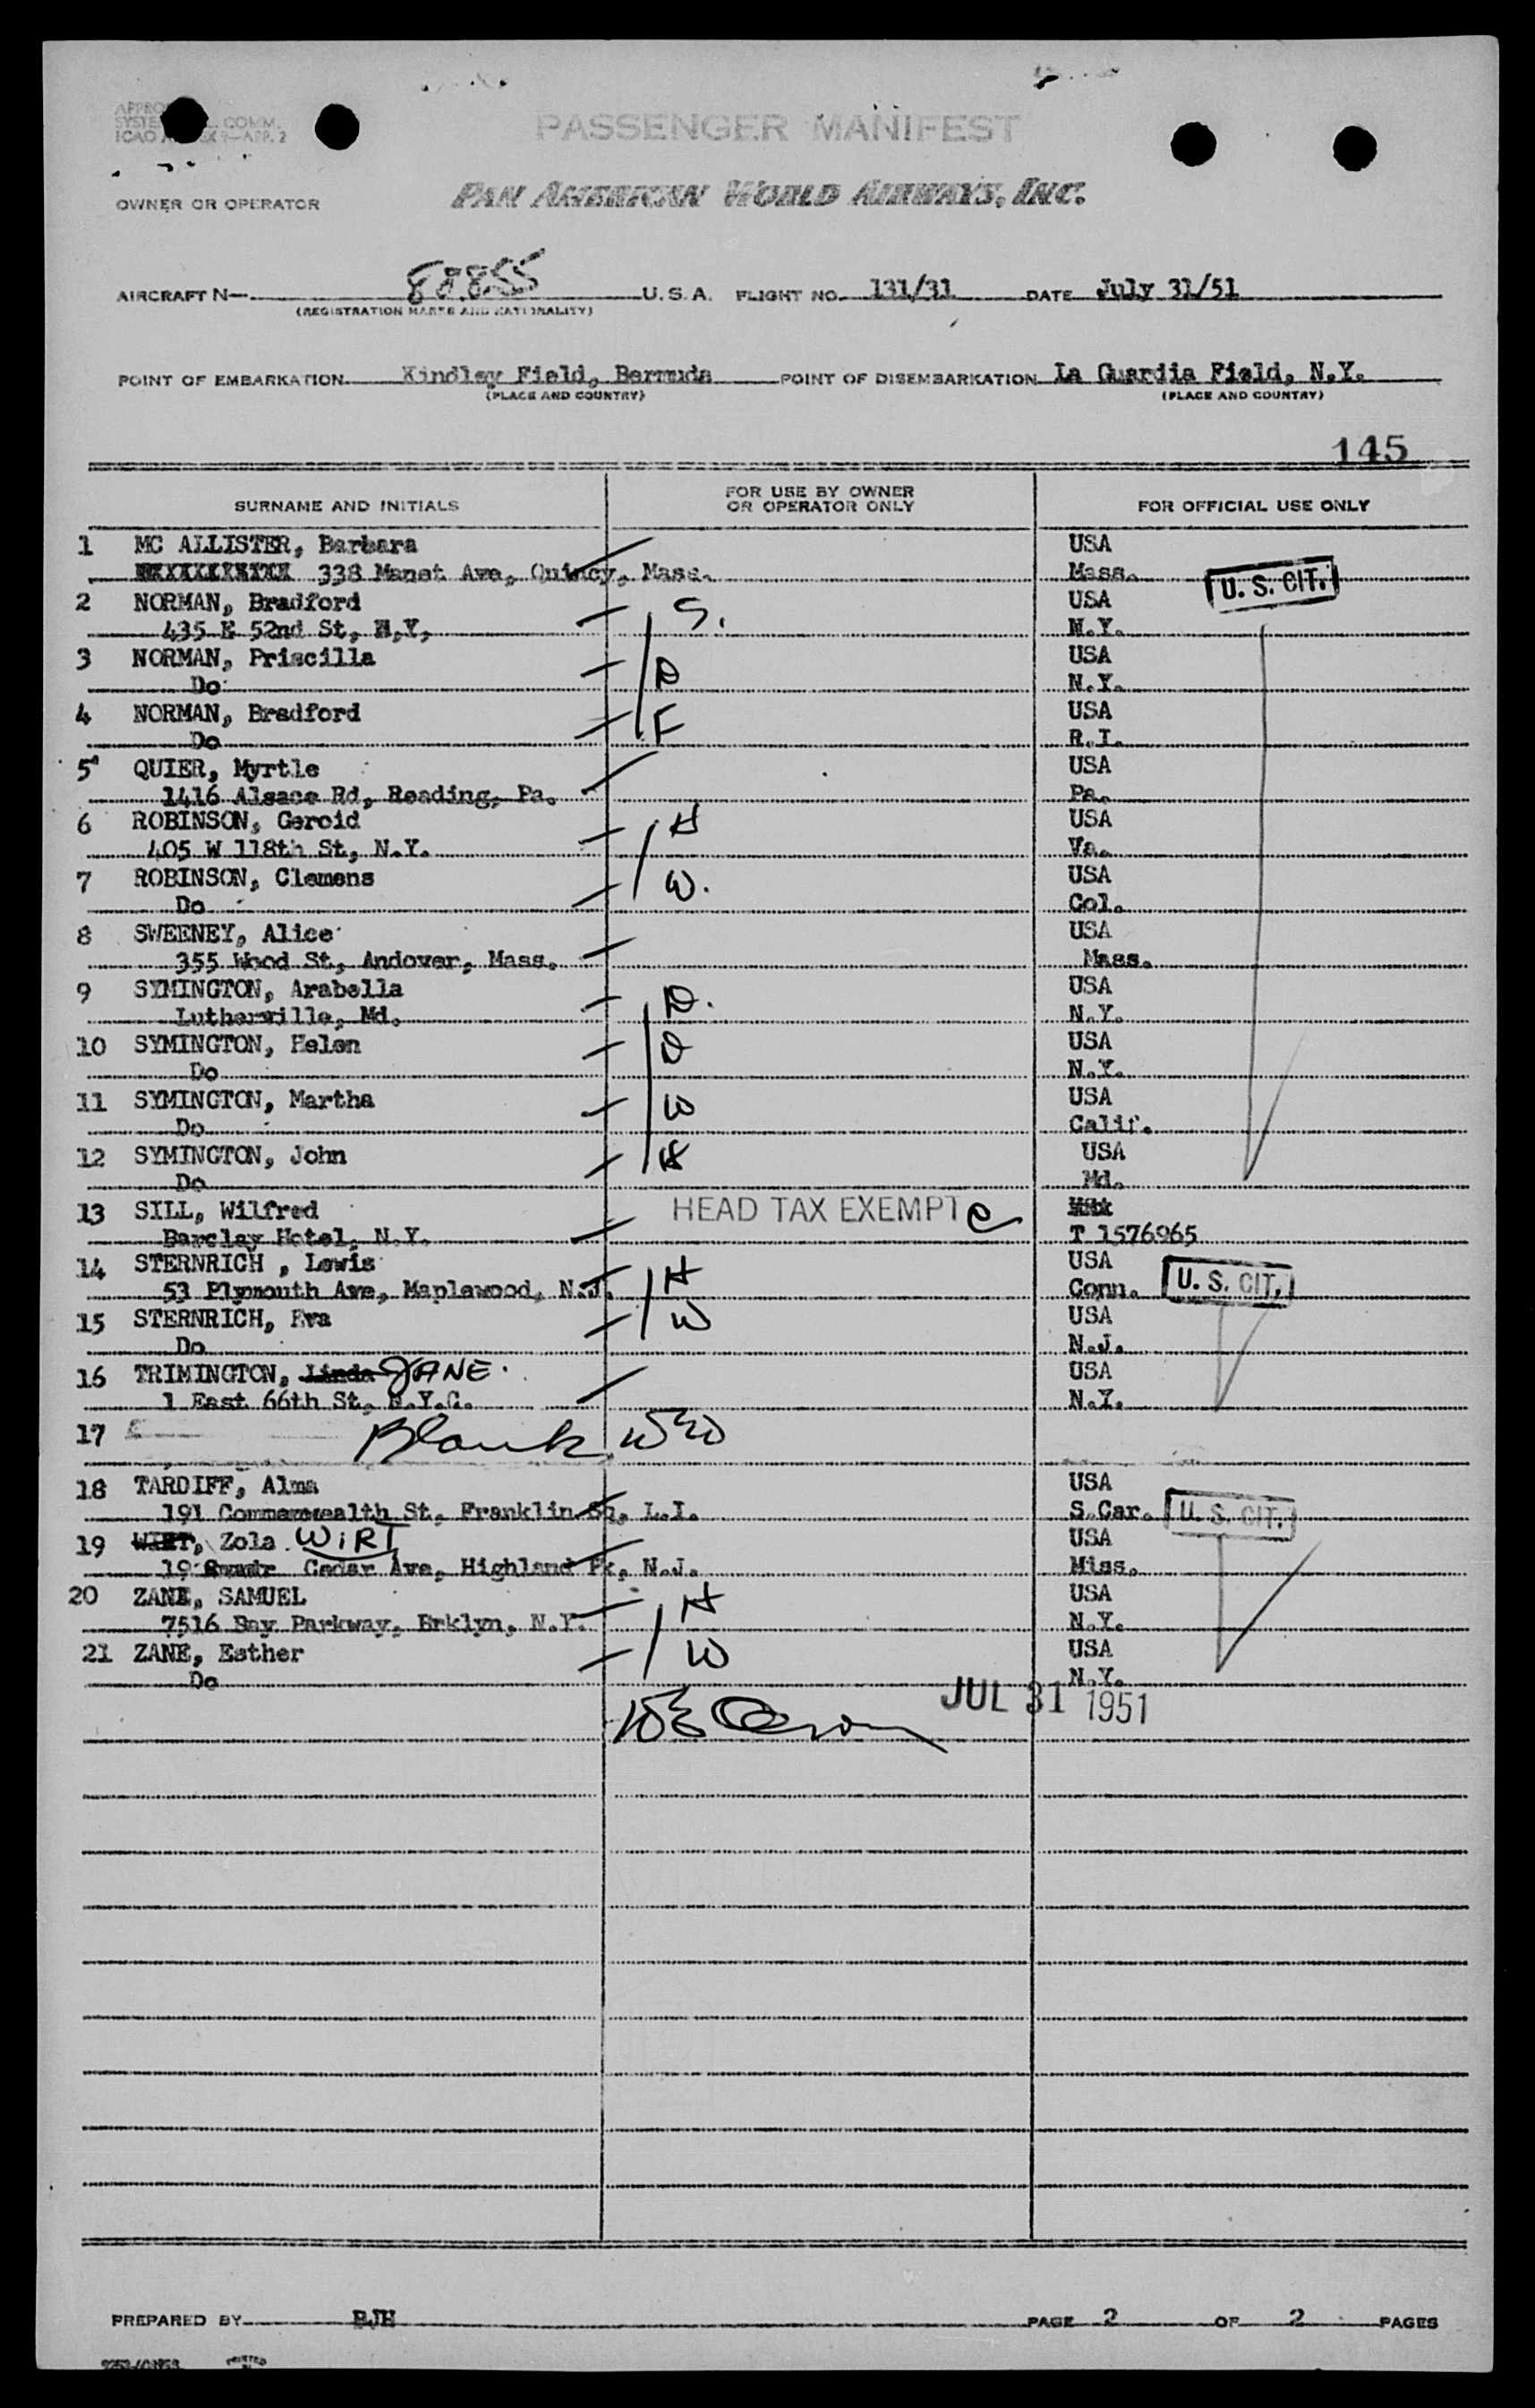 COMM.
ICAO 9—APP. 2
PASSENGER MANIFEST
OWNER OR OPERATOR PAN AMERICAN WORLD AIRWAYS, INC.
AIRCRAFT N— 88855 U.S.A. FLIGHT NO. 131/31 DATE July 31/51
(REGISTRATION MARKS AND NATIONALITY)
POINT OF EMBARKATION Kindley Field, Bermuda POINT OF DISEMBARKATION La Guardia Field, N.Y.
(PLACE AND COUNTRY) (PLACE AND COUNTRY)
145
SURNAME AND INITIALS FOR USE BY OWNER OR OPERATOR ONLY FOR OFFICIAL USE ONLY
1 MC ALLISTER, Barbara USA
338 Manet Ave, Quincy, Mass. Mass. U. S. CIT.
2 NORMAN, Bradford S. USA
435 E 52nd St, N,Y, N.Y.
3 NORMAN, Priscilla D USA
Do N.Y.
4 NORMAN, Bradford F USA
Do R.I.
5 QUIER, Myrtle USA
1416 Alsace Rd, Reading, Pa. Pa.
6 ROBINSON, Geroid H USA
405 W 118th St, N.Y. Va.
7 ROBINSON, Clemens W. USA
Do Col.
8 SWEENEY, Alice USA
355 Wood St, Andover, Mass. Mass.
9 SYMINGTON, Arabella D. USA
Lutherville, Md. N.Y.
10 SYMINGTON, Helen D USA
Do N.Y.
11 SYMINGTON, Martha W USA
Do Calif.
12 SYMINGTON, John H USA
Do Md.
13 SILL, Wilfred HEAD TAX EXEMPT
Barclay Hotel, N.Y. T 1576965
14 STERNRICH , Lewis H USA
53 Plymouth Ave, Maplewood, N.J. Conn. U. S. CIT.
15 STERNRICH, Eva W USA
Do N.J.
16 TRIMINGTON, Linda JANE. USA
1 East 66th St, N.Y.C. N.Y.
17 Blank
18 TARDIFF, Alma USA
191 Commonwealth St, Franklin Sq, L.I. S.Car. U. S. CIT.
19 WIRT, Zola WiRT USA
19 Cedar Ave, Highland Pk, N.J. Miss.
20 ZANE, SAMUEL H USA
7516 Bay Parkway, Brklyn, N.Y. N.Y.
21 ZANE, Esther W USA
Do N.Y.
JUL 31 1951
PREPARED BY BJH PAGE 2 OF 2 PAGES